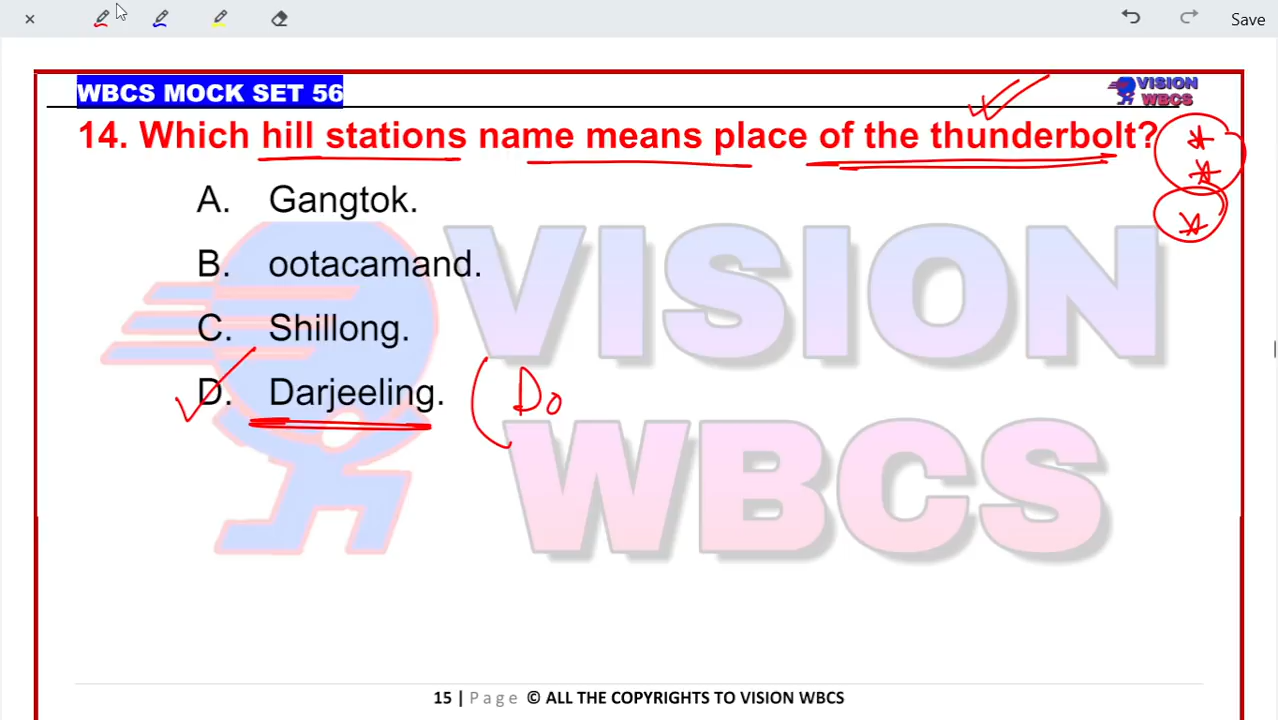 Save
WBCS MOCK SET 56
VISION
WBCS
14. Which hill stations name means place of the thunderbolt?
A. Gangtok.
B. ootacamand.
C. Shillong.
D. Darjeeling.
Do
VISION
WBCS
15 | Page © ALL THE COPYRIGHTS TO VISION WBCS